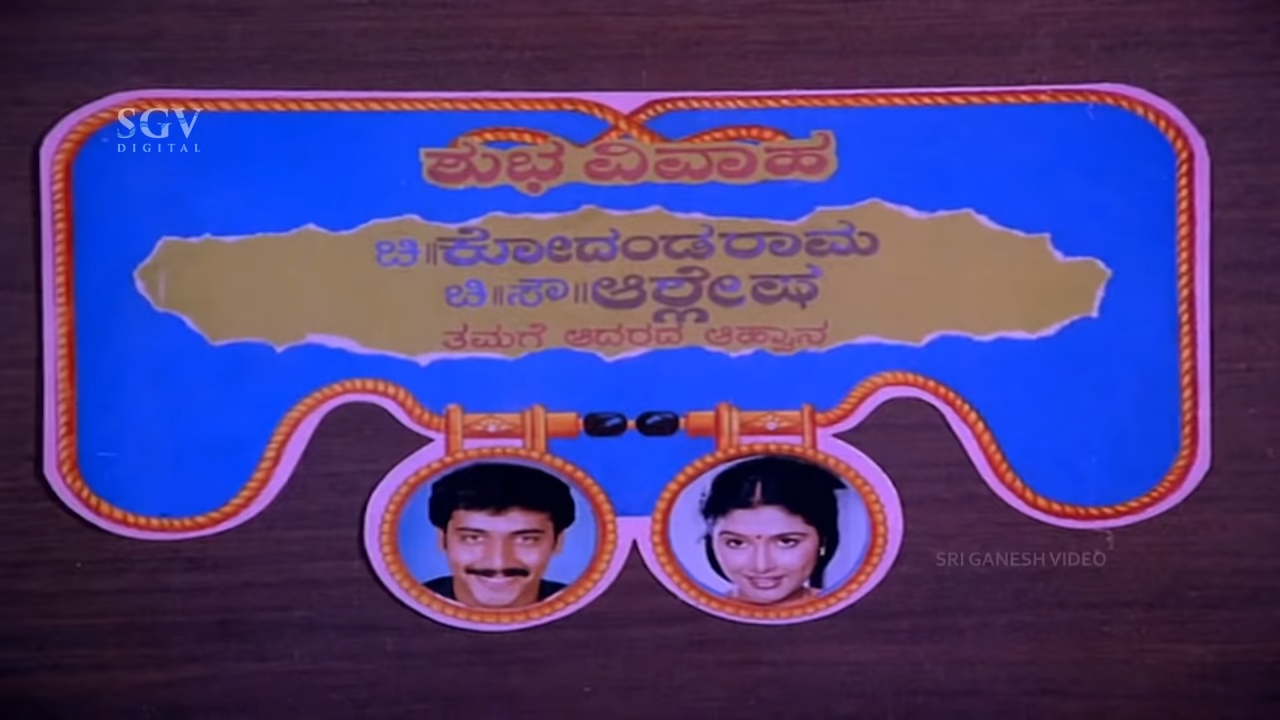 SGV
DIGITAL
ಶುಭ ವಿವಾಹ
ಚಿ||ಕೋದಂಡರಾಮ
ಚಿ||ಸೌ||ಆಶ್ಲೇಷ
ತಮಗೆ ಆದರದ ಆಹ್ವಾನ
SRI GANESH VIDEO